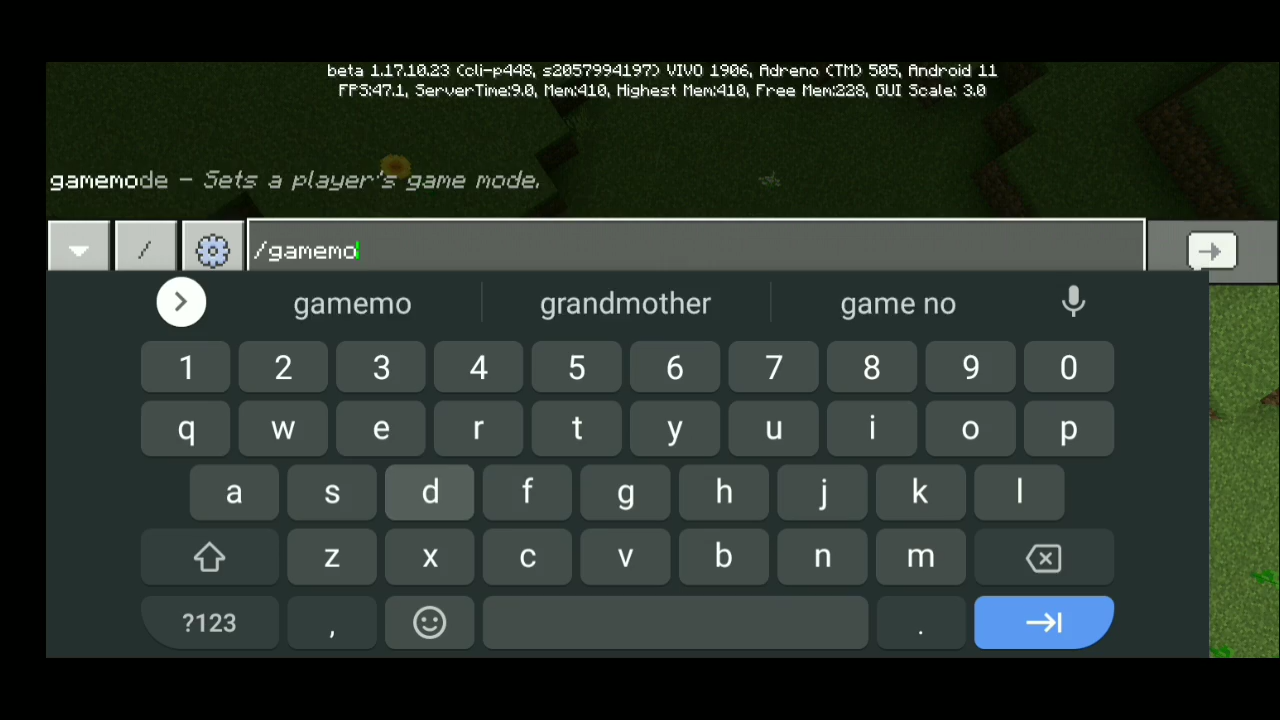 beta 1.17.10.23 (cli-p448, s2057994197) VIVO 1906, Adreno (TM) 505, Android 11
FPS:47.1, ServerTime:9.0, Mem:410, Highest Mem:410, Free Mem:228, GUI Scale: 3.0
gamemode - Sets a player's game mode.
/ /gamemo
gamemo grandmother game no
1 2 3 4 5 6 7 8 9 0
q w e r t y u i o p
a s d f g h j k l
z x c v b n m
?123 , .